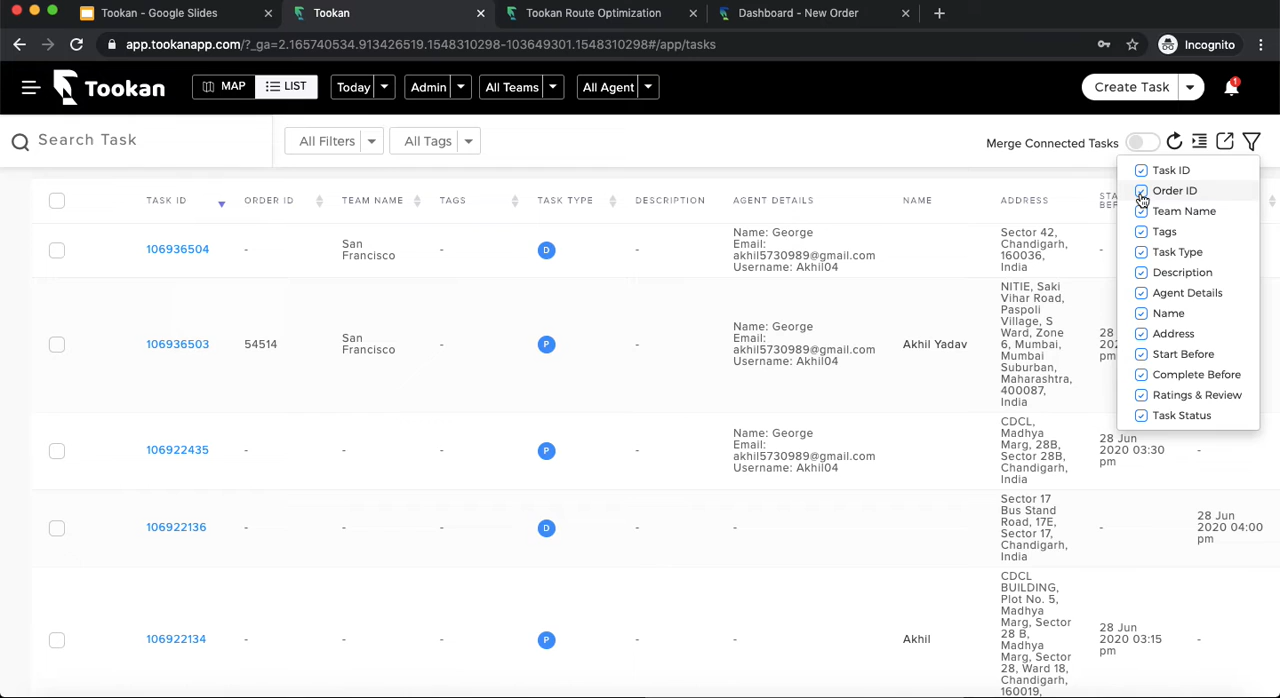 Tookan - Google Slides
Tookan
Tookan Route Optimization
Dashboard - New Order
app.tookanapp.com/?_ga=2.165740534.913426519.1548310298-103649301.1548310298#/app/tasks
Incognito
Tookan
MAP
LIST
Today
Admin
All Teams
All Agent
Create Task
1
Search Task
All Filters
All Tags
Merge Connected Tasks
Task ID
Order ID
Team Name
Tags
Task Type
Description
Agent Details
Name
Address
Start Before
Complete Before
Ratings & Review
Task Status
TASK ID
ORDER ID
TEAM NAME
TAGS
TASK TYPE
DESCRIPTION
AGENT DETAILS
NAME
ADDRESS
106936504
-
San
Francisco
-
D
-
Name: George
Email:
akhil5730989@gmail.com
Username: Akhil04
Sector 42,
Chandigarh,
160036,
India
-
106936503
54514
San
Francisco
-
P
-
Name: George
Email:
akhil5730989@gmail.com
Username: Akhil04
Akhil Yadav
NITIE, Saki
Vihar Road,
Paspoli
Village, S
Ward, Zone
6, Mumbai,
Mumbai
Suburban,
Maharashtra,
400087,
India
28
pm
106922435
-
-
-
P
-
Name: George
Email:
akhil5730989@gmail.com
Username: Akhil04
CDCL,
Madhya
Marg, 28B,
Sector 28B,
Chandigarh,
India
28 Jun
2020 03:30
pm
-
106922136
-
-
-
D
-
-
Sector 17
Bus Stand
Road, 17E,
Sector 17,
Chandigarh,
India
-
28 Jun
2020 04:00
pm
106922134
-
-
-
P
-
-
Akhil
CDCL
BUILDING,
Plot No. 5,
Madhya
Marg, Sector
28 B,
Madhya
Marg, Sector
28, Ward 18,
Chandigarh,
160019,
28 Jun
2020 03:15
pm
-